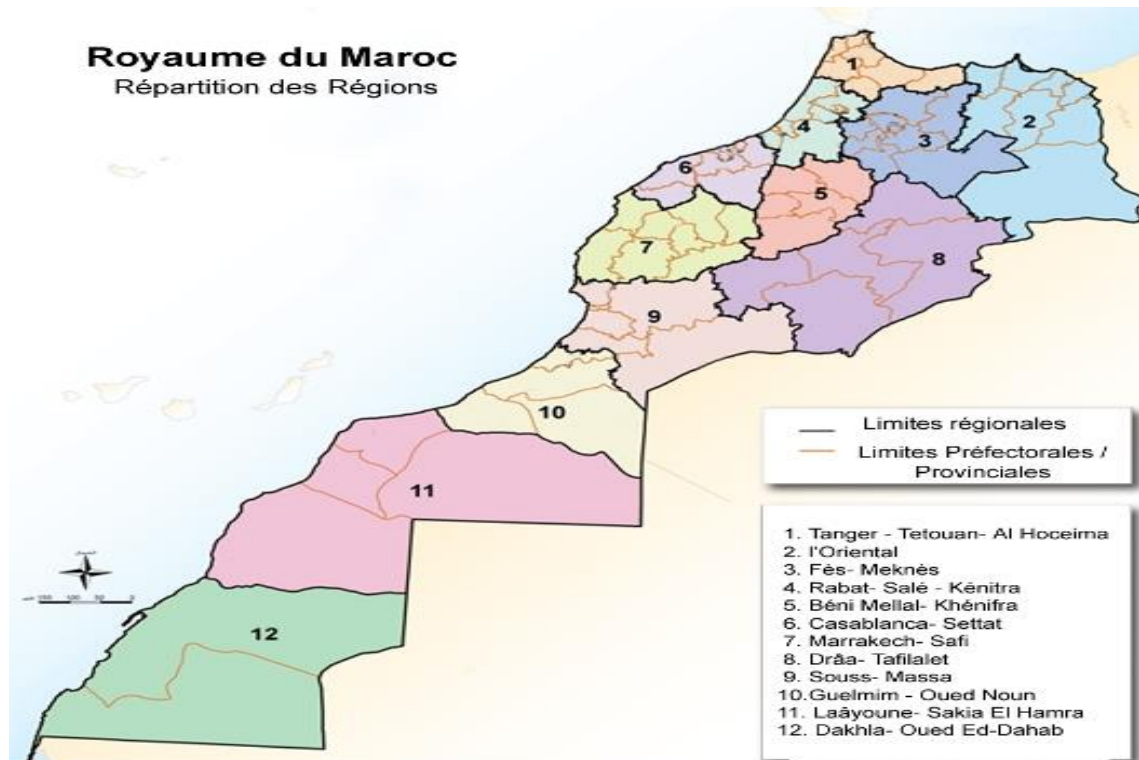 Royaume du Maroc
Répartition des Régions
1
2
3
4
5
6
7
8
9
10
11
12
Limites régionales
Limites Préfectorales /
Provinciales
1. Tanger - Tetouan- Al Hoceima
2. l'Oriental
3. Fès- Meknès
4. Rabat- Salé - Kénitra
5. Béni Mellal- Khénifra
6. Casablanca- Settat
7. Marrakech- Safi
8. Drâa- Tafilalet
9. Souss- Massa
10.Guelmim - Oued Noun
11. Laâyoune- Sakia El Hamra
12. Dakhla- Oued Ed-Dahab